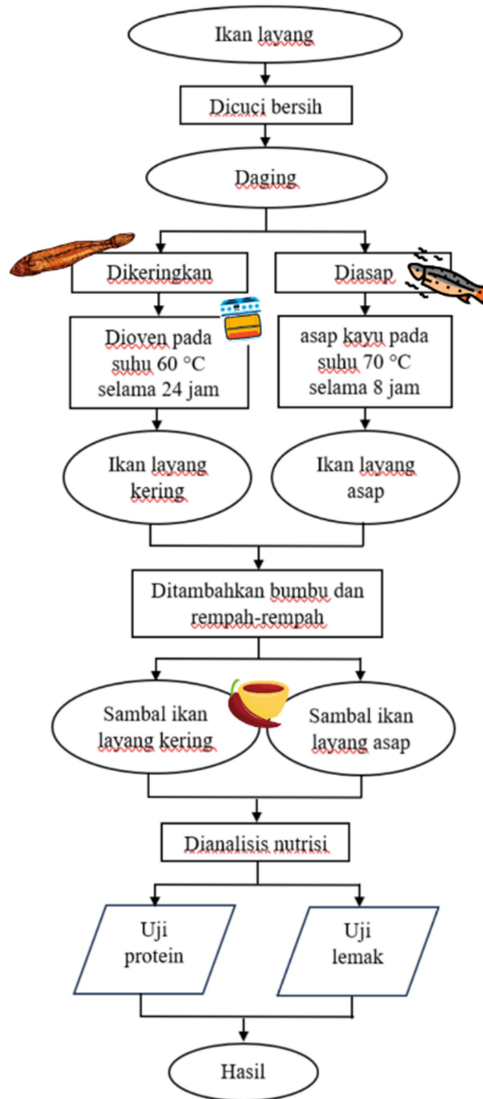 Ikan layang
Dicuci bersih
Daging
Dikeringkan
Diasap
Dioven pada
suhu 60 °C
selama 24 jam
asap kayu pada
suhu 70 °C
selama 8 jam
Ikan layang
kering
Ikan layang
asap
Ditambahkan bumbu dan
rempah-rempah
Sambal ikan
layang kering
Sambal ikan
layang asap
Dianalisis nutrisi
Uji
protein
Uji
lemak
Hasil